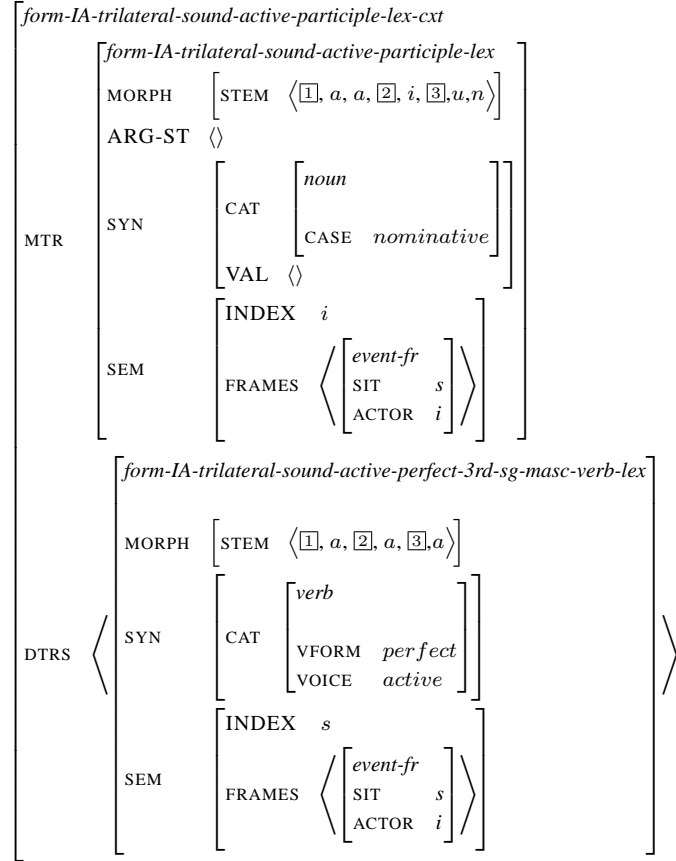 form-IA-trilateral-sound-active-participle-lex-cxt
form-IA-trilateral-sound-active-participle-lex
MORPH [STEM ⟨[1], a, a, [2], i, [3],u,n⟩]
ARG-ST ⟨⟩
noun
SYN CAT
MTR CASE nominative
VAL ⟨⟩
INDEX i
event-fr
SEM FRAMES ⟨ SIT s ⟩
ACTOR i
form-IA-trilateral-sound-active-perfect-3rd-sg-masc-verb-lex
MORPH [STEM ⟨[1], a, [2], a, [3],a⟩]
verb
SYN CAT
DTRS ⟨ VFORM perfect ⟩
VOICE active
INDEX s
event-fr
SEM FRAMES ⟨ SIT s ⟩
ACTOR i